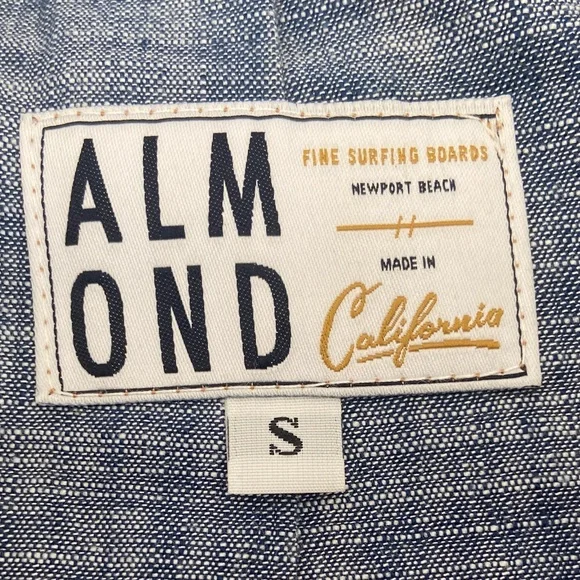 ALM
OND
FINE SURFING BOARDS
NEWPORT BEACH
//
MADE IN
California
S